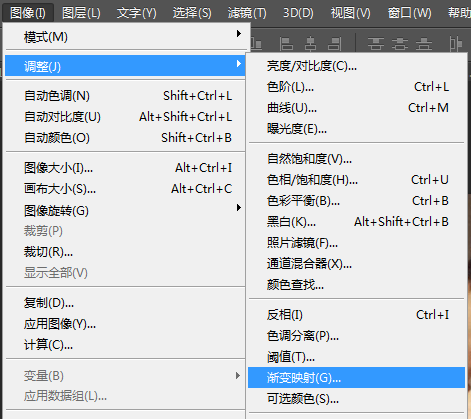 图像(I) 图层(L) 文字(Y) 选择(S) 滤镜(T) 3D(D) 视图(V) 窗口(W) 帮助
模式(M)
调整(J)
自动色调(N) Shift+Ctrl+L
自动对比度(U) Alt+Shift+Ctrl+L
自动颜色(O) Shift+Ctrl+B
图像大小(I)... Alt+Ctrl+I
画布大小(S)... Alt+Ctrl+C
图像旋转(G)
裁剪(P)
裁切(R)...
显示全部(V)
复制(D)...
应用图像(Y)...
计算(C)...
变量(B)
应用数据组(L)...
亮度/对比度(C)...
色阶(L)... Ctrl+L
曲线(U)... Ctrl+M
曝光度(E)...
自然饱和度(V)...
色相/饱和度(H)... Ctrl+U
色彩平衡(B)... Ctrl+B
黑白(K)... Alt+Shift+Ctrl+B
照片滤镜(F)...
通道混合器(X)...
颜色查找...
反相(I) Ctrl+I
色调分离(P)...
阈值(T)...
渐变映射(G)...
可选颜色(S)...